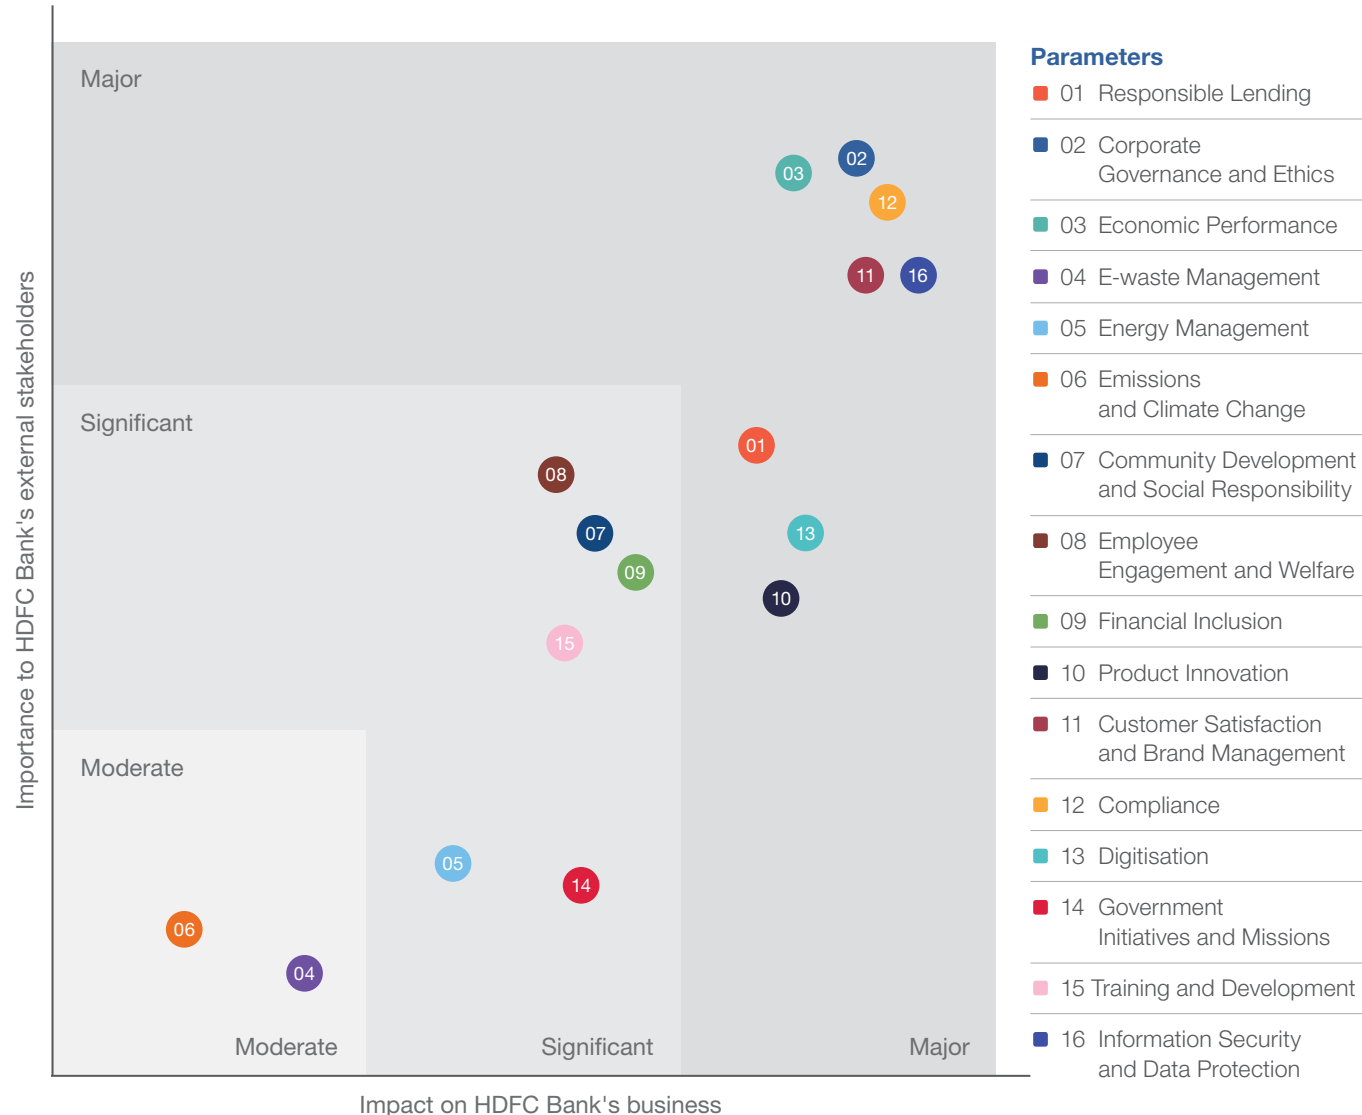 Importance to HDFC Bank's external stakeholders
Major
03
02
12
11
16
Significant
01
08
07
13
09
10
15
Moderate
05
14
06
04
Moderate
Significant
Major
Impact on HDFC Bank's business
Parameters
01 Responsible Lending
02 Corporate
Governance and Ethics
03 Economic Performance
04 E-waste Management
05 Energy Management
06 Emissions
and Climate Change
07 Community Development
and Social Responsibility
08 Employee
Engagement and Welfare
09 Financial Inclusion
10 Product Innovation
11 Customer Satisfaction
and Brand Management
12 Compliance
13 Digitisation
14 Government
Initiatives and Missions
15 Training and Development
16 Information Security
and Data Protection